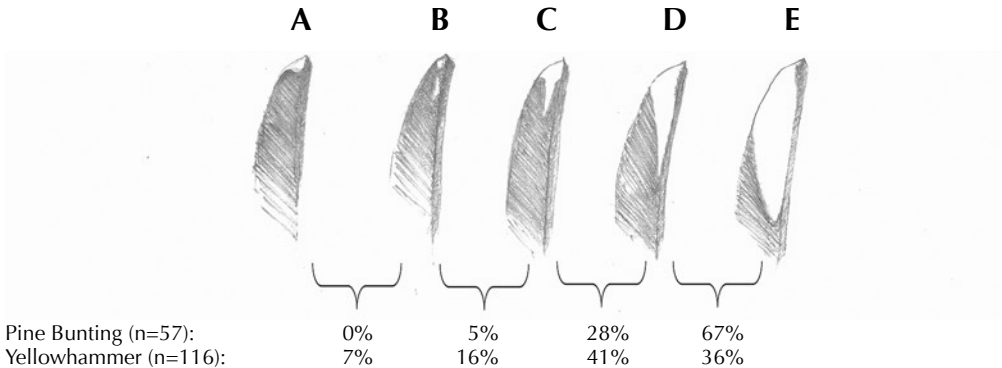 A B C D E
Pine Bunting (n=57): 0% 5% 28% 67%
Yellowhammer (n=116): 7% 16% 41% 36%